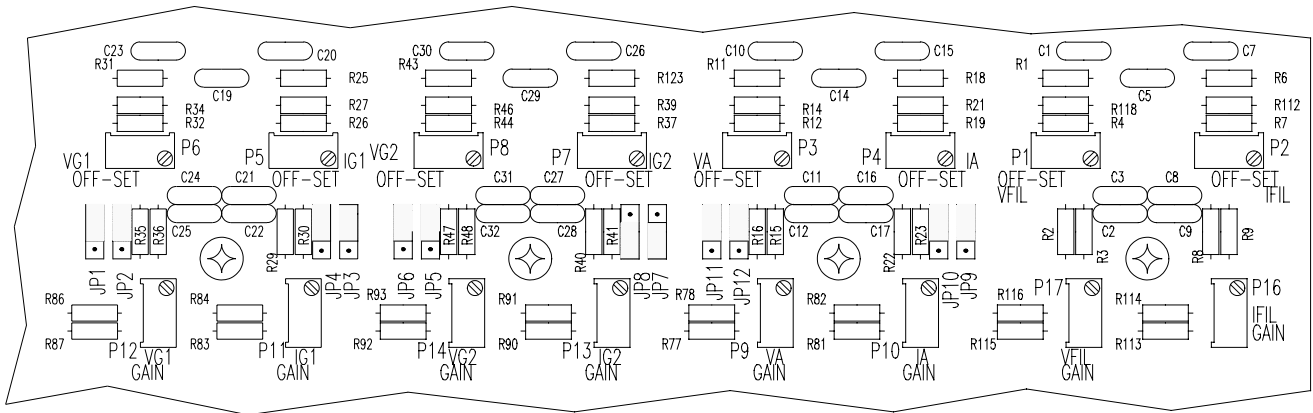 C23 C20 C30 C26 C10 C15 C1 C7
R31 R25 R43 R123 R11 R18 R1 R6
C19 C29 C14 C5
R34 R27 R46 R39 R14 R21 R118 R112
R32 R26 R44 R37 R12 R19 R4 R7
VG1 P6 P5 IG1 VG2 P8 P7 IG2 VA P3 P4 IA P1 P2
OFF-SET OFF-SET OFF-SET OFF-SET OFF-SET OFF-SET OFF-SET OFF-SET
VFIL IFIL
C24 C21 C31 C27 C11 C16 C3 C8
C25 C22 C32 C28 C12 C17 C2 C9
R35 R36 R29 R30 R47 R48 R40 R41 R16 R15 R22 R23 R2 R3 R8 R9
JP1 JP2 JP4 JP3 JP6 JP5 JP8 JP7 JP11 JP12 JP10 JP9
R86 R84 R93 R91 R78 R82 R116 P17 R114 P16
IFIL
GAIN
R87 P12 R83 P11 R92 P14 R90 P13 R77 P9 R81 P10 R115 R113
VG1 IG1 VG2 IG2 VA IA VFIL
GAIN GAIN GAIN GAIN GAIN GAIN GAIN